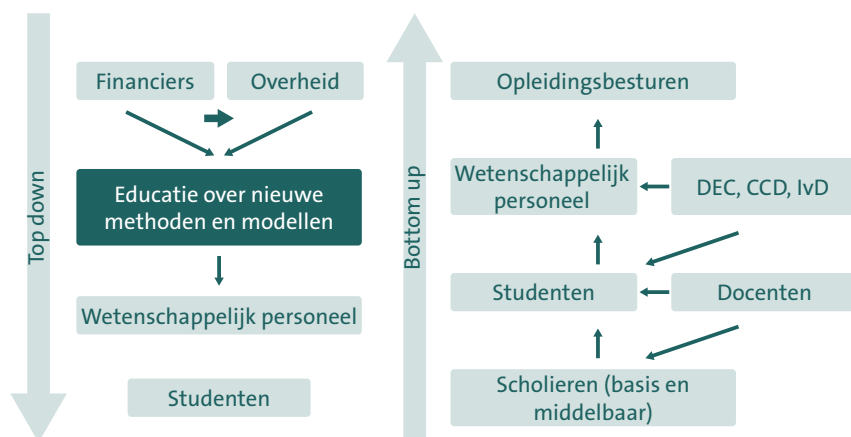 Top down
Financiers
Overheid
Educatie over nieuwe
methoden en modellen
Wetenschappelijk personeel
Studenten
Bottom up
Opleidingsbesturen
Wetenschappelijk
personeel
DEC, CCD, IvD
Studenten
Docenten
Scholieren (basis en
middelbaar)